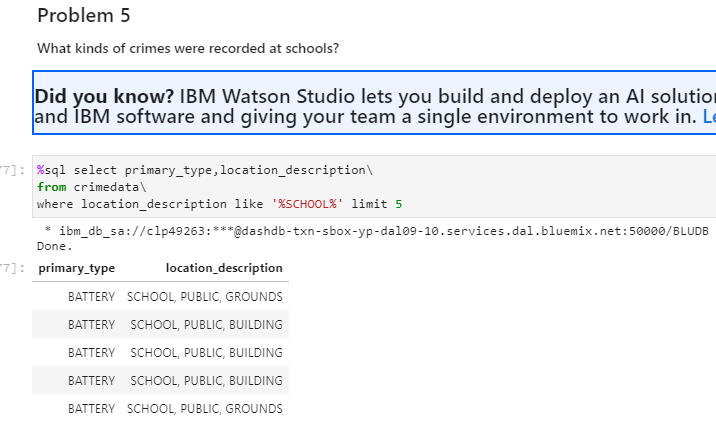 Problem 5
What kinds of crimes were recorded at schools?
Did you know? IBM Watson Studio lets you build and deploy an AI solution
and IBM software and giving your team a single environment to work in. Le
7]: %sql select primary_type,location_description\
from crimedata\
where location_description like '%SCHOOL%' limit 5
* ibm_db_sa://clp49263:***@dashdb-txn-sbox-yp-dal09-10.services.dal.bluemix.net:50000/BLUDB
Done.
7]: primary_type location_description
BATTERY SCHOOL, PUBLIC, GROUNDS
BATTERY SCHOOL, PUBLIC, BUILDING
BATTERY SCHOOL, PUBLIC, BUILDING
BATTERY SCHOOL, PUBLIC, BUILDING
BATTERY SCHOOL, PUBLIC, GROUNDS